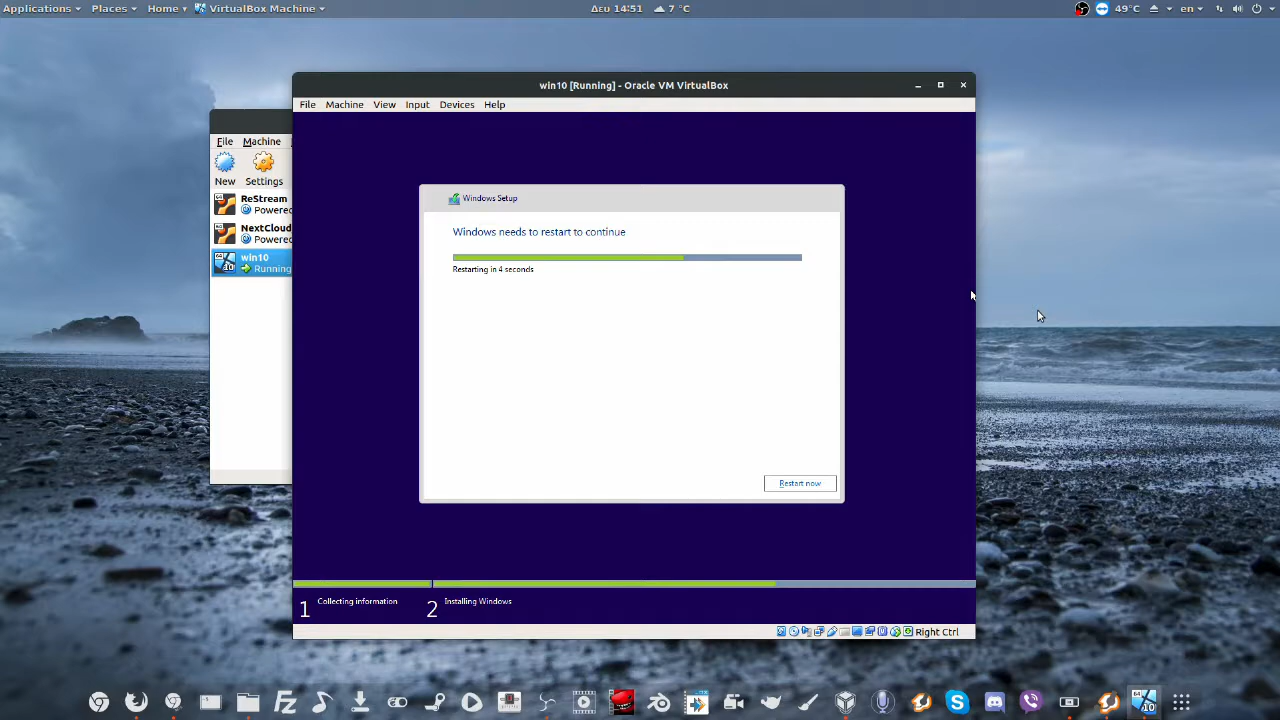 Applications Places Home VirtualBox Machine Δευ 14:51 7 °C 49°C en
win10 [Running] - Oracle VM VirtualBox
File Machine View Input Devices Help
File Machine
New Settings
ReStream
Powered
NextCloud
Powered
win10
Running
Windows Setup
Windows needs to restart to continue
Restarting in 4 seconds
Restart now
1 Collecting information 2 Installing Windows
Right Ctrl